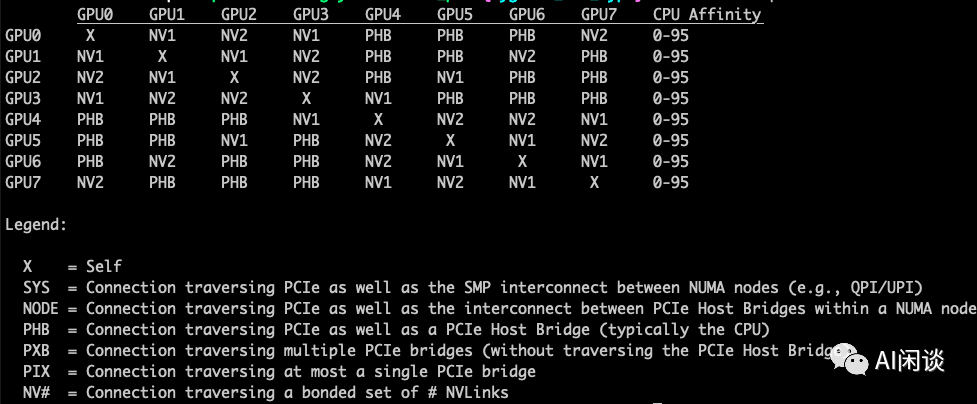 GPU0 GPU1 GPU2 GPU3 GPU4 GPU5 GPU6 GPU7 CPU Affinity
GPU0 X NV1 NV2 NV1 PHB PHB PHB NV2 0-95
GPU1 NV1 X NV1 NV2 PHB PHB NV2 PHB 0-95
GPU2 NV2 NV1 X NV2 PHB NV1 PHB PHB 0-95
GPU3 NV1 NV2 NV2 X NV1 PHB PHB PHB 0-95
GPU4 PHB PHB PHB NV1 X NV2 NV2 NV1 0-95
GPU5 PHB PHB NV1 PHB NV2 X NV1 NV2 0-95
GPU6 PHB NV2 PHB PHB NV2 NV1 X NV1 0-95
GPU7 NV2 PHB PHB PHB NV1 NV2 NV1 X 0-95
Legend:
X = Self
SYS = Connection traversing PCIe as well as the SMP interconnect between NUMA nodes (e.g., QPI/UPI)
NODE = Connection traversing PCIe as well as the interconnect between PCIe Host Bridges within a NUMA node
PHB = Connection traversing PCIe as well as a PCIe Host Bridge (typically the CPU)
PXB = Connection traversing multiple PCIe bridges (without traversing the PCIe Host Bridge
PIX = Connection traversing at most a single PCIe bridge
NV# = Connection traversing a bonded set of # NVLinks
AI闲谈